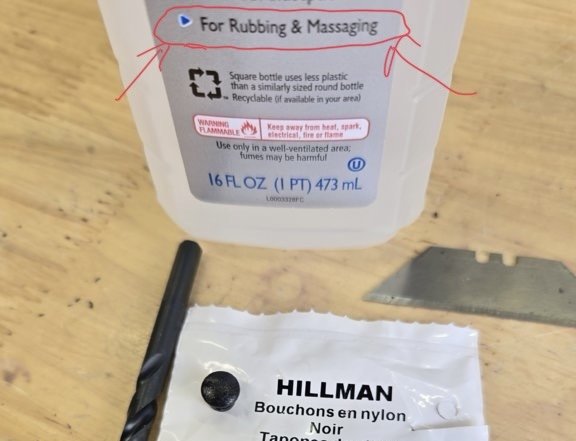 For Rubbing & Massaging
Square bottle uses less plastic
than a similarly sized round bottle
Recyclable (if available in your area)
WARNING
FLAMMABLE
Keep away from heat, spark,
electrical, fire or flame
Use only in a well-ventilated area;
fumes may be harmful
U
16 FL OZ (1 PT) 473 mL
L0003328FC
HILLMAN
Bouchons en nylon
Noir